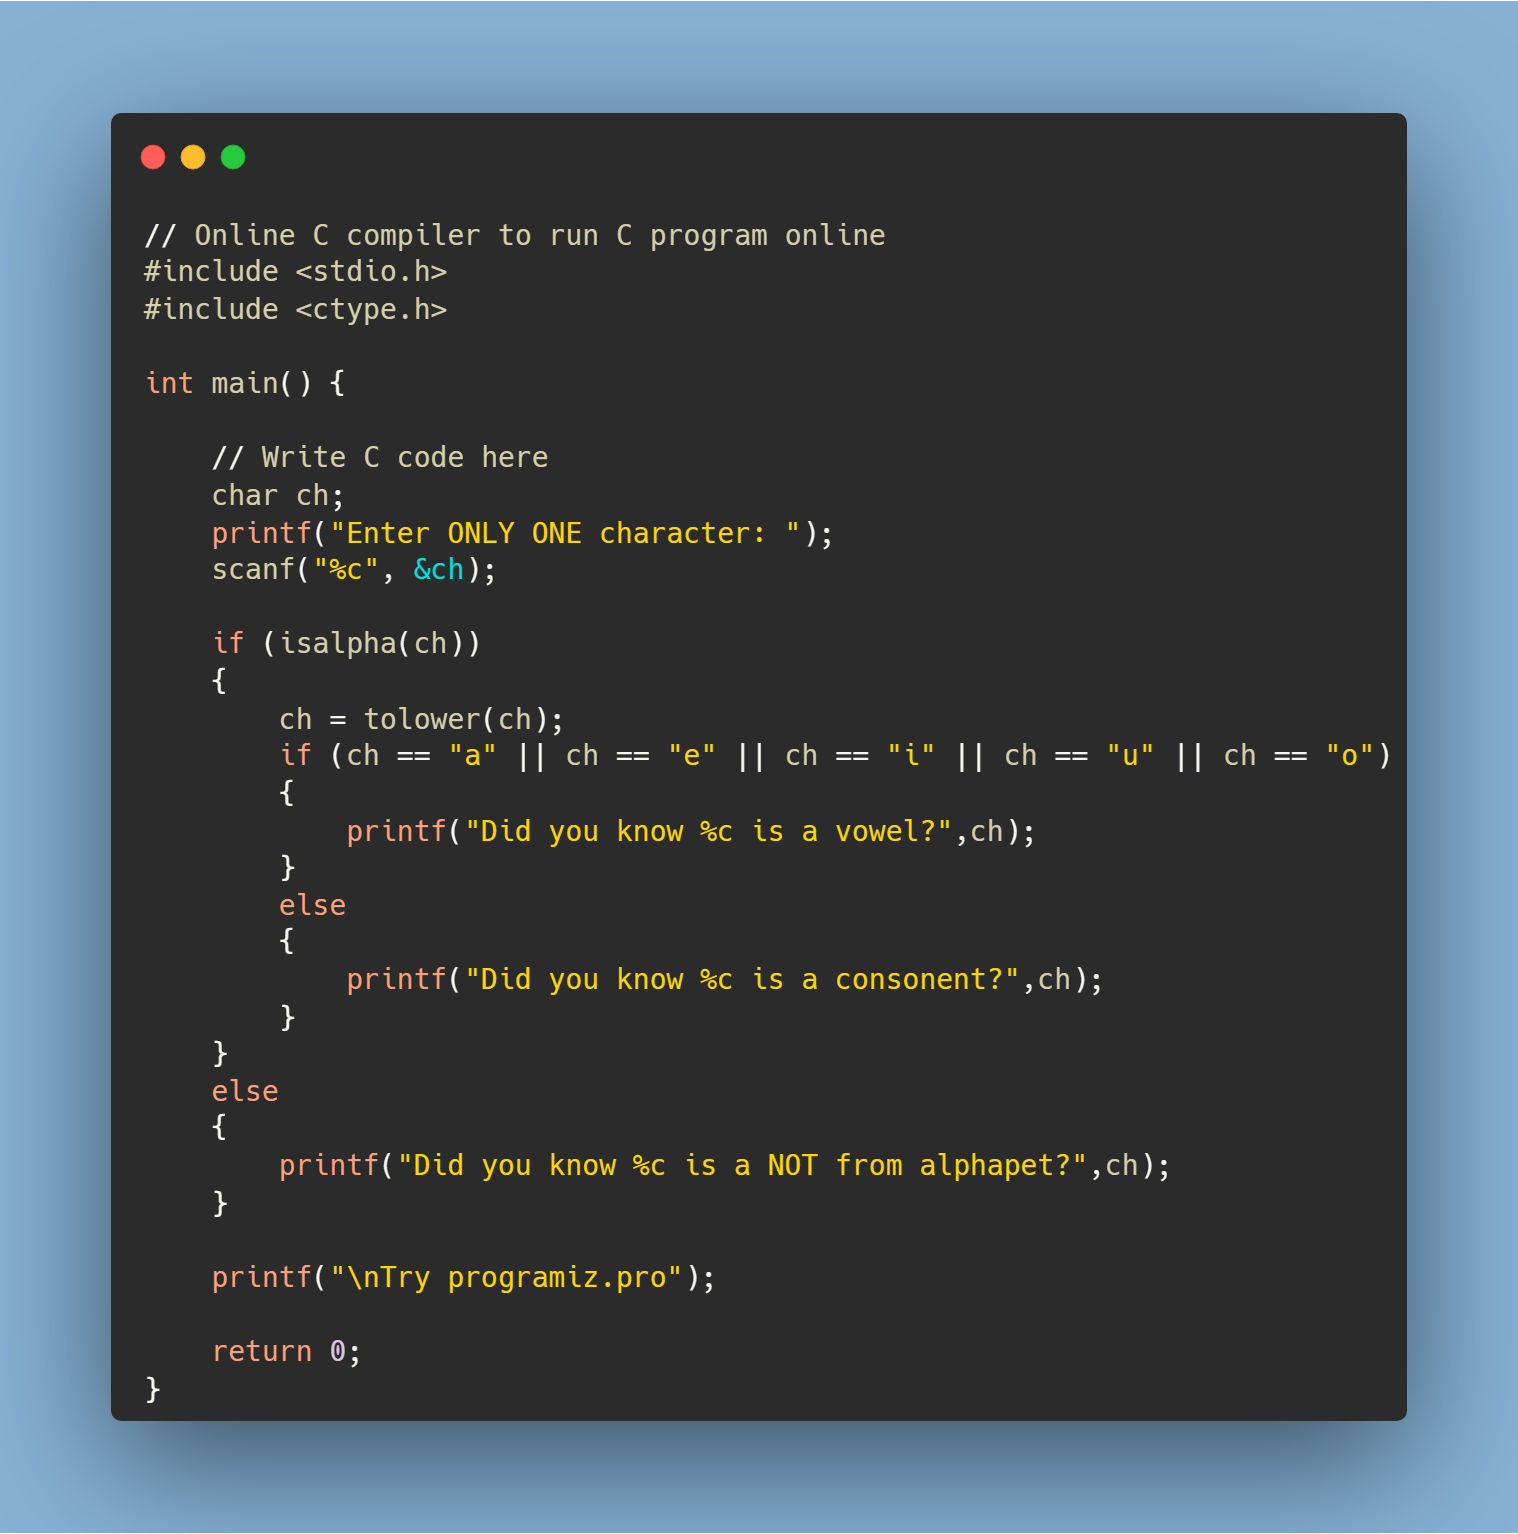 // Online C compiler to run C program online
#include <stdio.h>
#include <ctype.h>
int main() {
// Write C code here
char ch;
printf("Enter ONLY ONE character: ");
scanf("%c", &ch);
if (isalpha(ch))
{
ch = tolower(ch);
if (ch == "a" || ch == "e" || ch == "i" || ch == "u" || ch == "o")
{
printf("Did you know %c is a vowel?",ch);
}
else
{
printf("Did you know %c is a consonent?",ch);
}
}
else
{
printf("Did you know %c is a NOT from alphapet?",ch);
}
printf("\nTry programiz.pro");
return 0;
}